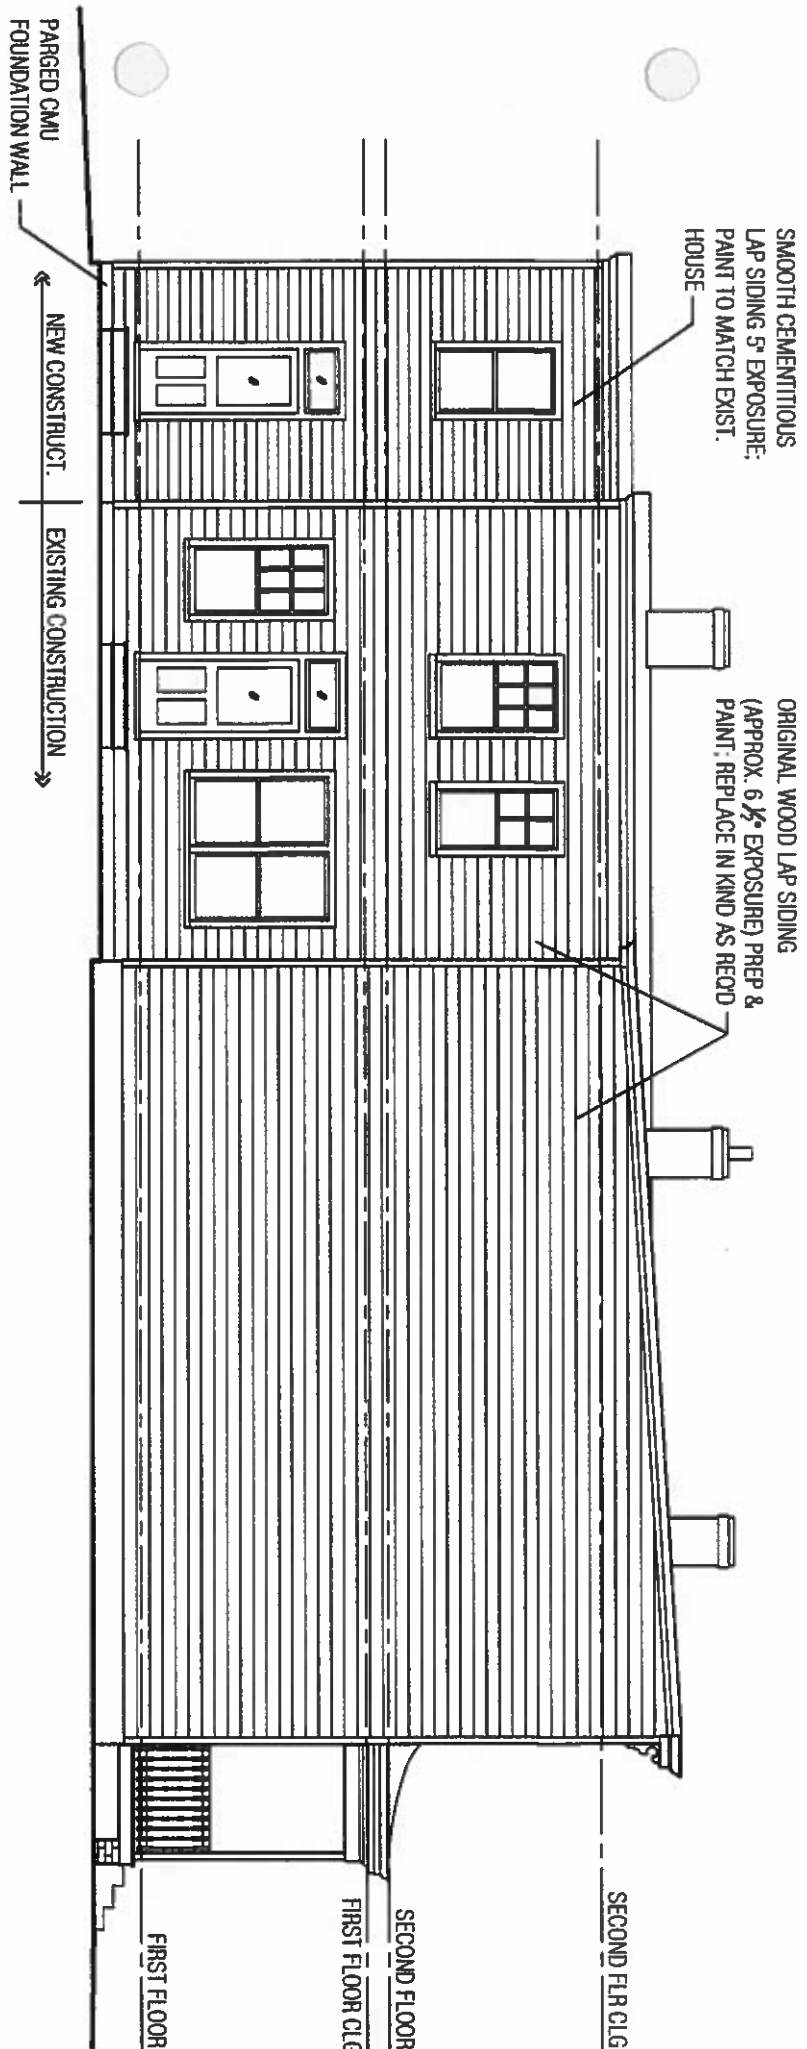 SMOOTH CEMENTITIOUS
LAP SIDING 5" EXPOSURE;
PAINT TO MATCH EXIST.
HOUSE
ORIGINAL WOOD LAP SIDING
(APPROX. 6 ½" EXPOSURE) PREP &
PAINT; REPLACE IN KIND AS REQ'D
SECOND FLR CLG
SECOND FLOOR
FIRST FLOOR CLG
FIRST FLOOR
NEW CONSTRUCT.
EXISTING CONSTRUCTION
PARGED CMU
FOUNDATION WALL